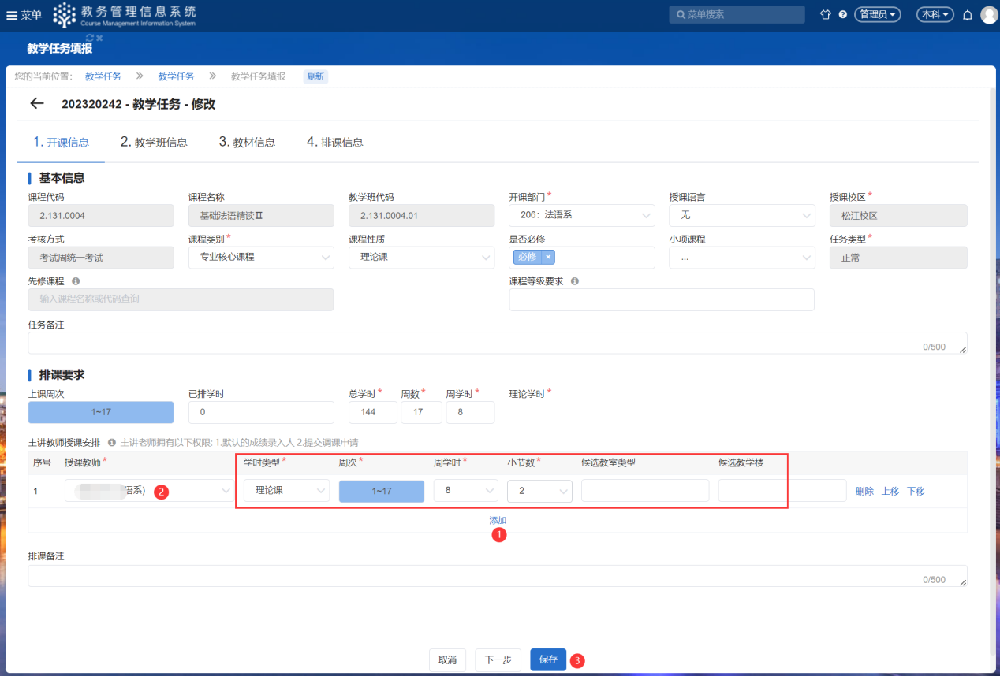 菜单 教务管理信息系统 菜单搜索 管理员 本科
Course Management Information System
教学任务填报
您的当前位置: 教学任务 教学任务 教学任务填报 刷新
202320242 - 教学任务 - 修改
1. 开课信息 2. 教学班信息 3. 教材信息 4. 排课信息
基本信息
课程代码 课程名称 教学班代码 开课部门* 授课语言 授课校区*
2.131.0004 基础法语精读II 2.131.0004.01 206：法语系 无 松江校区
考核方式 课程类别* 课程性质 是否必修 小项课程 任务类型*
考试周统一考试 专业核心课程 理论课 必修 × ... 正常
先修课程 课程等级要求
输入课程名称或代码查询
任务备注
0/500
排课要求
上课周次 已排学时 总学时* 周数* 周学时* 理论学时*
1~17 0 144 17 8
主讲教师授课安排 主讲老师拥有以下权限: 1.默认的成绩录入人 2.提交调课申请
序号 授课教师* 学时类型* 周次* 周学时* 小节数* 候选教室类型 候选教学楼
1 语系) 2 理论课 1~17 8 2 删除 上移 下移
添加
1
排课备注
0/500
取消 下一步 保存 3